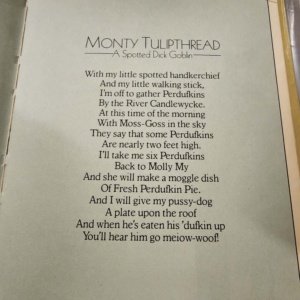 MONTY TULIPTHREAD
A Spotted Dick Goblin
With my little spotted handkerchief
And my little walking stick,
I'm off to gather Perdufkins
By the River Candlewycke.
At this time of the morning
With Moss-Goss in the sky
They say that some Perdufkins
Are nearly two feet high.
I'll take me six Perdufkins
Back to Molly My
And she will make a moggle dish
Of Fresh Perdufkin Pie.
And I will give my pussy-dog
A plate upon the roof
And when he's eaten his 'dufkin up
You'll hear him go meiow-woof!